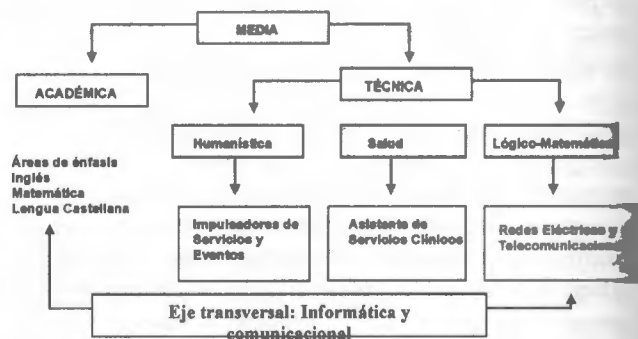 MEDIA
ACADÉMICA
TÉCNICA
Humanística
Salud
Lógico-Matemática
Áreas de énfasis
Inglés
Matemática
Lengua Castellana
Impulsadores de
Servicios y
Eventos
Asistente de
Servicios Clínicos
Redes Eléctricas y
Eje transversal: Informática y
comunicacional